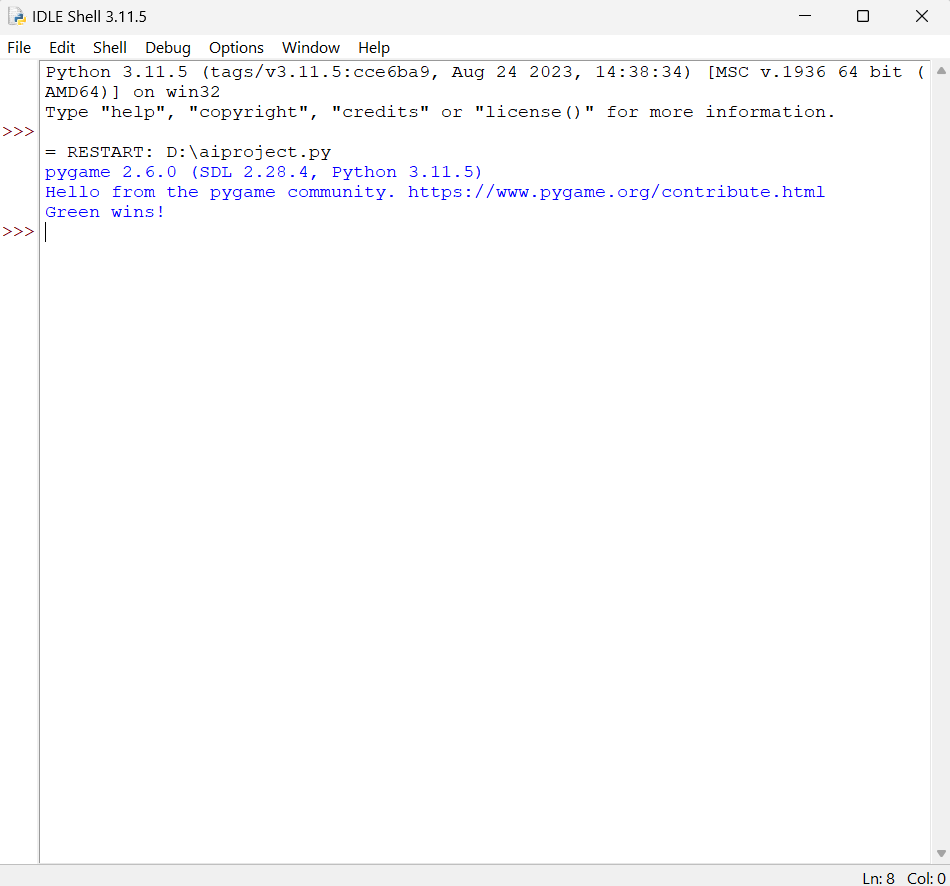 IDLE Shell 3.11.5
File Edit Shell Debug Options Window Help
Python 3.11.5 (tags/v3.11.5:cce6ba9, Aug 24 2023, 14:38:34) [MSC v.1936 64 bit (
AMD64)] on win32
Type "help", "copyright", "credits" or "license()" for more information.
>>>
= RESTART: D:\aiproject.py
pygame 2.6.0 (SDL 2.28.4, Python 3.11.5)
Hello from the pygame community. https://www.pygame.org/contribute.html
Green wins!
>>>
Ln: 8 Col: 0